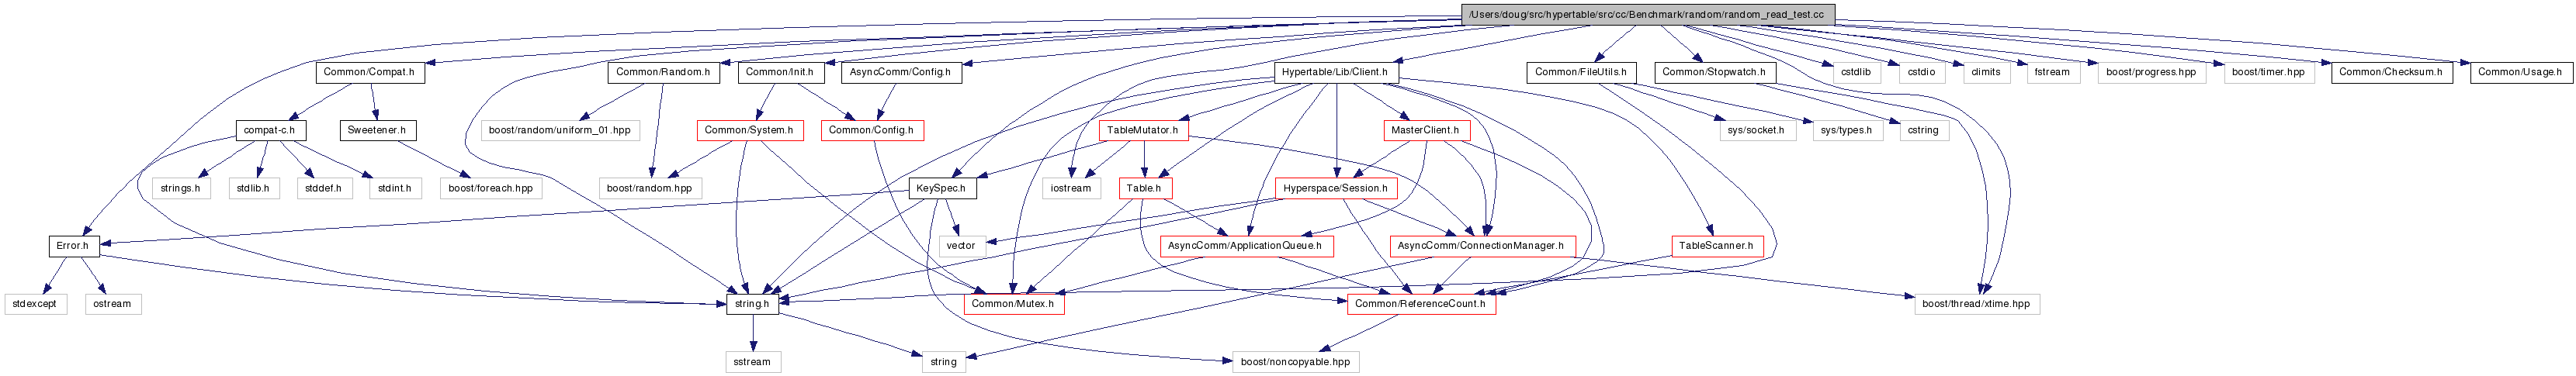 /Users/doug/src/hypertable/src/cc/Benchmark/random/random_read_test.cc
Common/Compat.h
Common/Random.h
Common/Init.h
AsyncComm/Config.h
Hypertable/Lib/Client.h
Common/FileUtils.h
Common/Stopwatch.h
cstdlib
cstdio
climits
fstream
boost/progress.hpp
boost/timer.hpp
Common/Checksum.h
Common/Usage.h
compat-c.h
Sweetener.h
boost/random/uniform_01.hpp
Common/System.h
Common/Config.h
TableMutator.h
MasterClient.h
sys/socket.h
sys/types.h
cstring
strings.h
stdlib.h
stddef.h
stdint.h
boost/foreach.hpp
boost/random.hpp
KeySpec.h
iostream
Table.h
Hyperspace/Session.h
Error.h
vector
AsyncComm/ApplicationQueue.h
AsyncComm/ConnectionManager.h
TableScanner.h
stdexcept
ostream
string.h
Common/Mutex.h
Common/ReferenceCount.h
boost/thread/xtime.hpp
sstream
string
boost/noncopyable.hpp